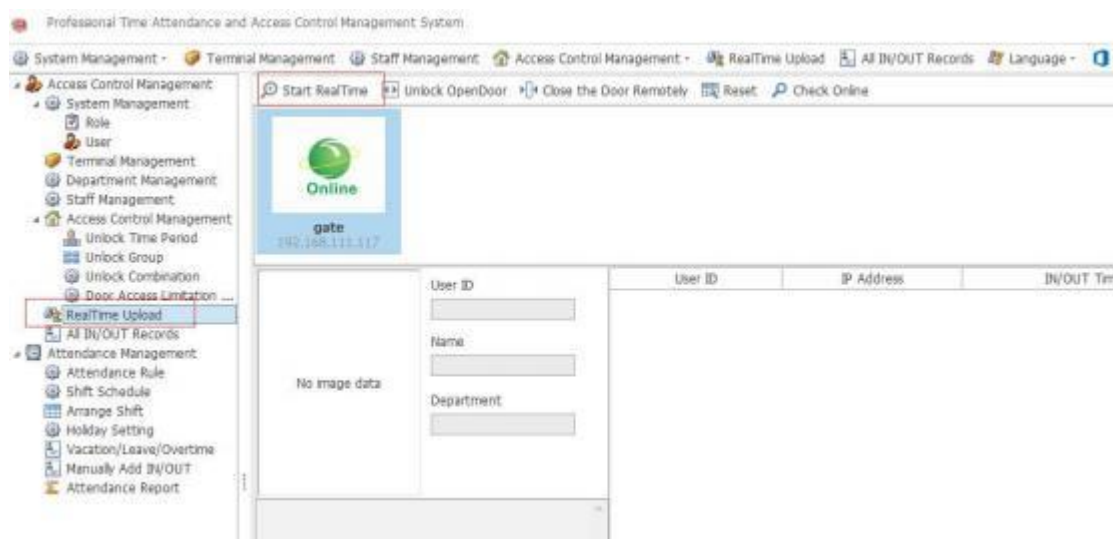 Professional Time Attendance and Access Control Management System
System Management - Terminal Management Staff Management Access Control Management - RealTime Upload All IN/OUT Records Language -
Access Control Management
System Management
Role
User
Terminal Management
Department Management
Staff Management
Access Control Management
Unlock Time Period
Unlock Group
Unlock Combination
Door Access Limitation ...
RealTime Upload
All IN/OUT Records
Attendance Management
Attendance Rule
Shift Schedule
Arrange Shift
Holiday Setting
Vacation/Leave/Overtime
Manually Add IN/OUT
Attendance Report
Start RealTime Unlock OpenDoor Close the Door Remotely Reset Check Online
Online
gate
192.168.111.117
No image data
User ID
Name
Department
User ID IP Address IN/OUT Tim